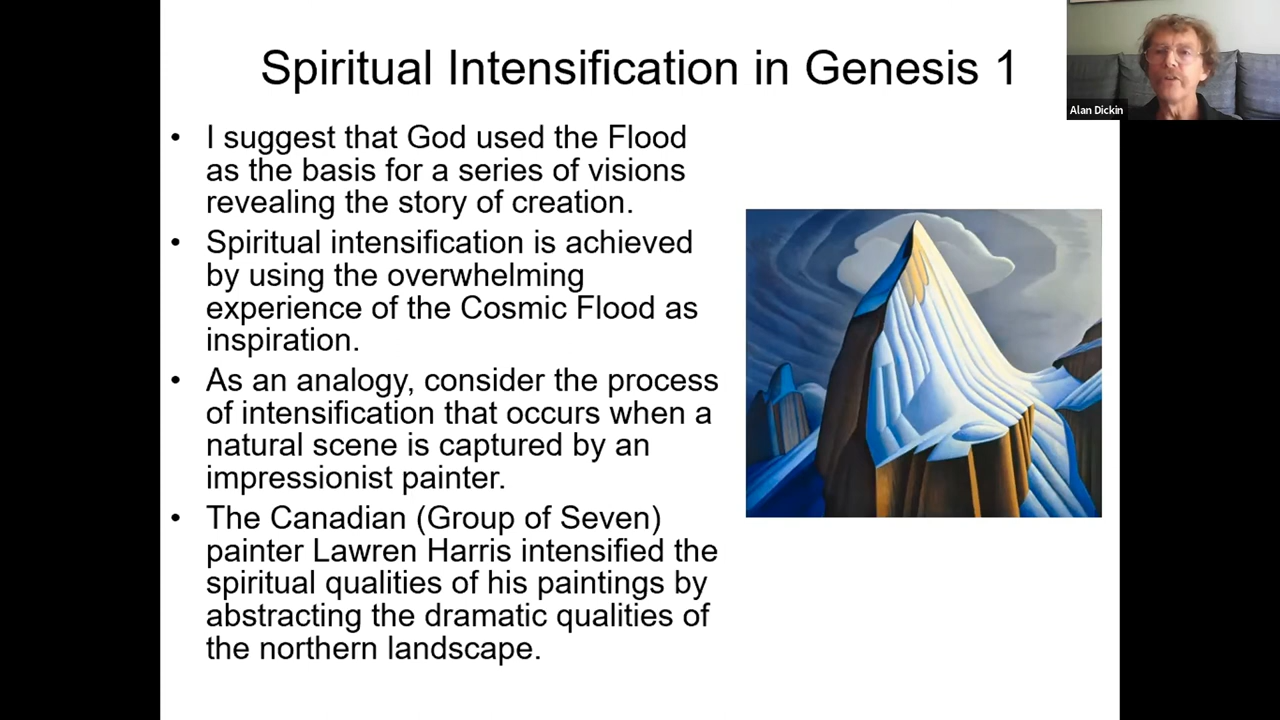 Spiritual Intensification in Genesis 1
Alan Dickin
• I suggest that God used the Flood
as the basis for a series of visions
revealing the story of creation.
• Spiritual intensification is achieved
by using the overwhelming
experience of the Cosmic Flood as
inspiration.
• As an analogy, consider the process
of intensification that occurs when a
natural scene is captured by an
impressionist painter.
• The Canadian (Group of Seven)
painter Lawren Harris intensified the
spiritual qualities of his paintings by
abstracting the dramatic qualities of
the northern landscape.